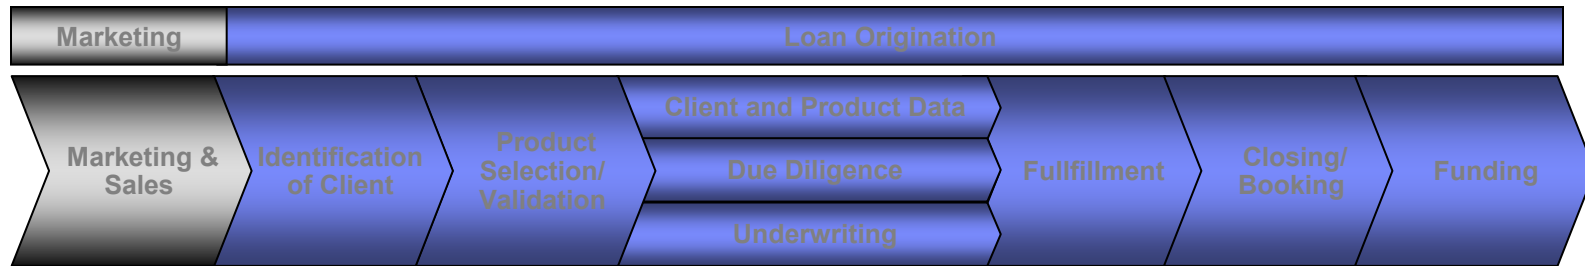 Marketing
Loan Origination
Marketing &
Sales
Identification
of Client
Product
Selection/
Validation
Client and Product Data
Due Diligence
Underwriting
Fullfillment
Closing/
Booking
Funding